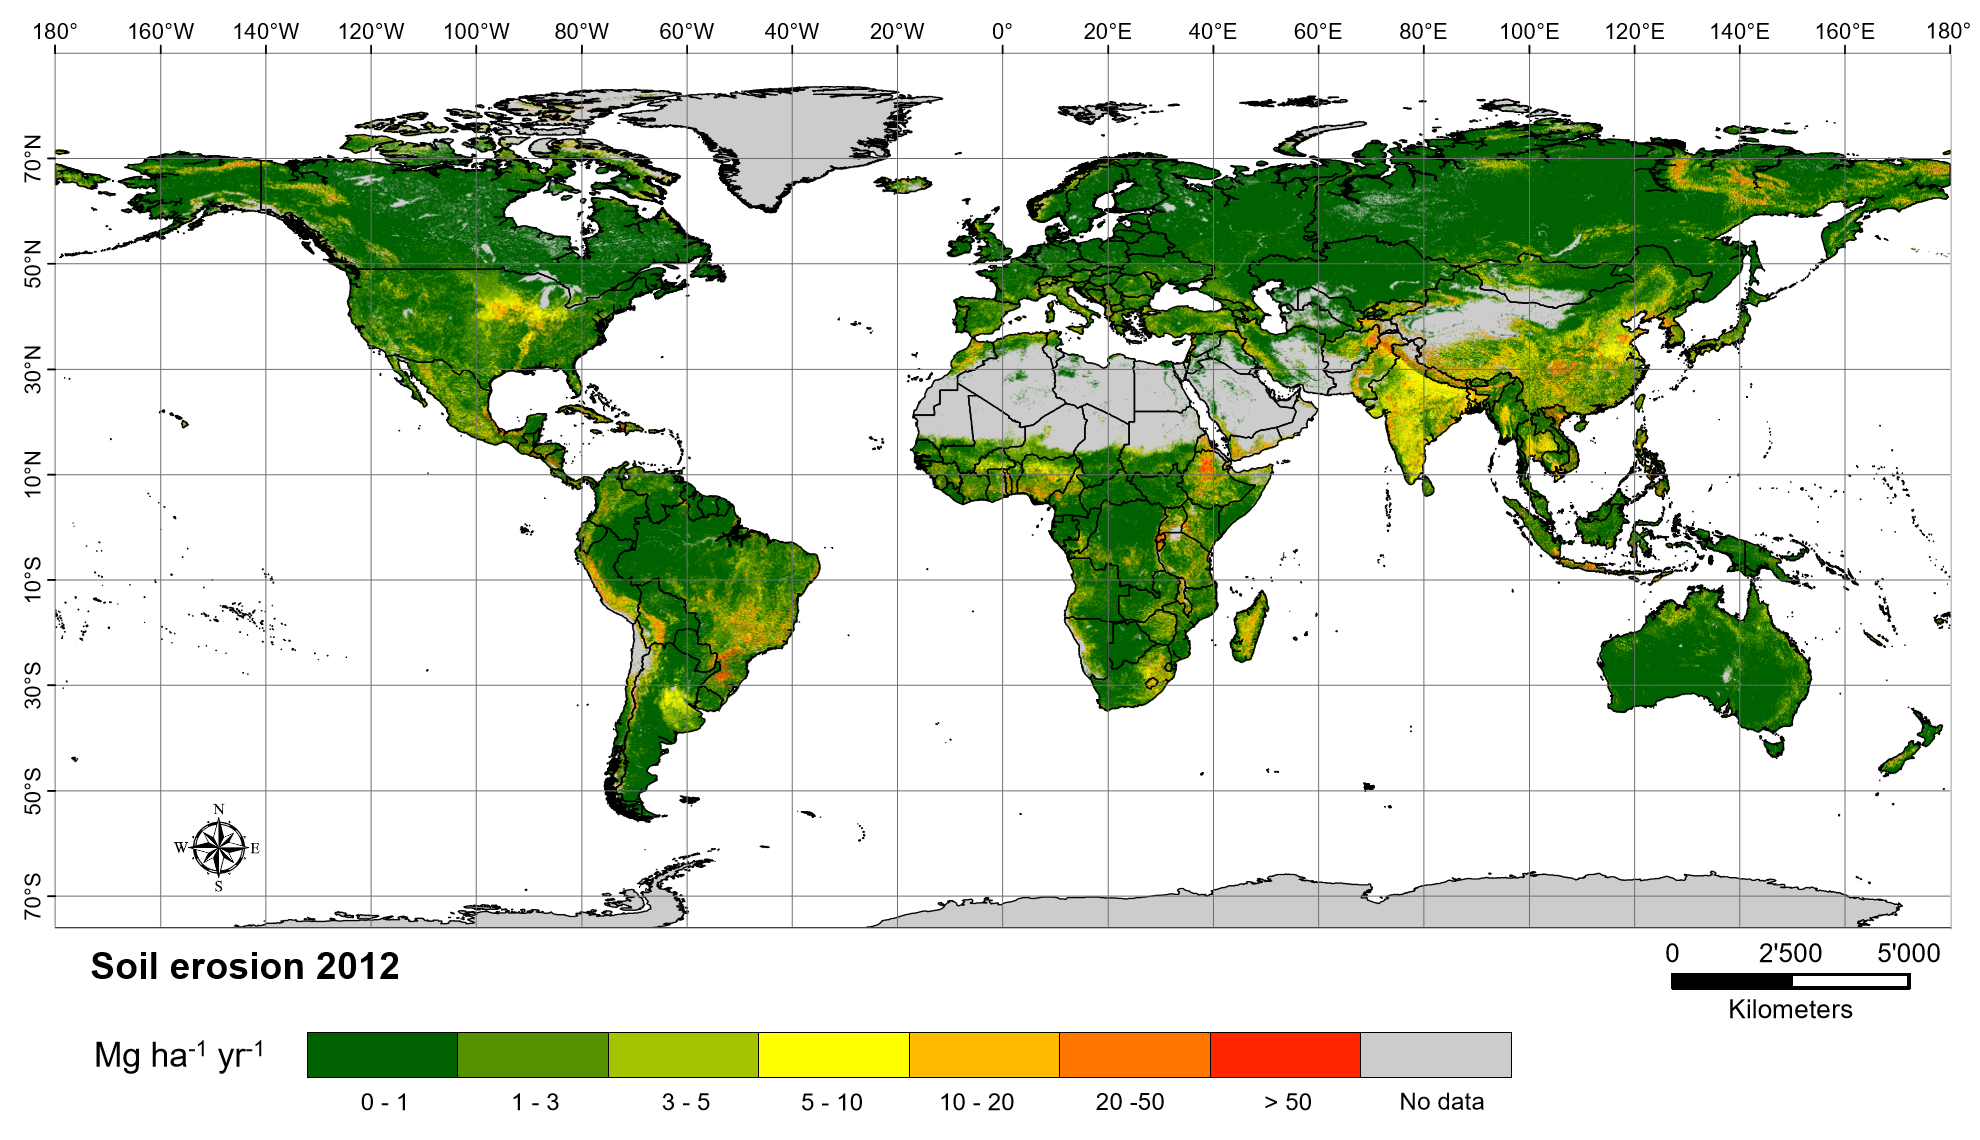 180° 160°W 140°W 120°W 100°W 80°W 60°W 40°W 20°W 0° 20°E 40°E 60°E 80°E 100°E 120°E 140°E 160°E 180°
70°N
50°N
30°N
10°N
10°S
30°S
50°S
70°S
N
W E
S
Soil erosion 2012
0 2'500 5'000
Kilometers
Mg ha⁻¹ yr⁻¹
0 - 1 1 - 3 3 - 5 5 - 10 10 - 20 20 -50 > 50 No data